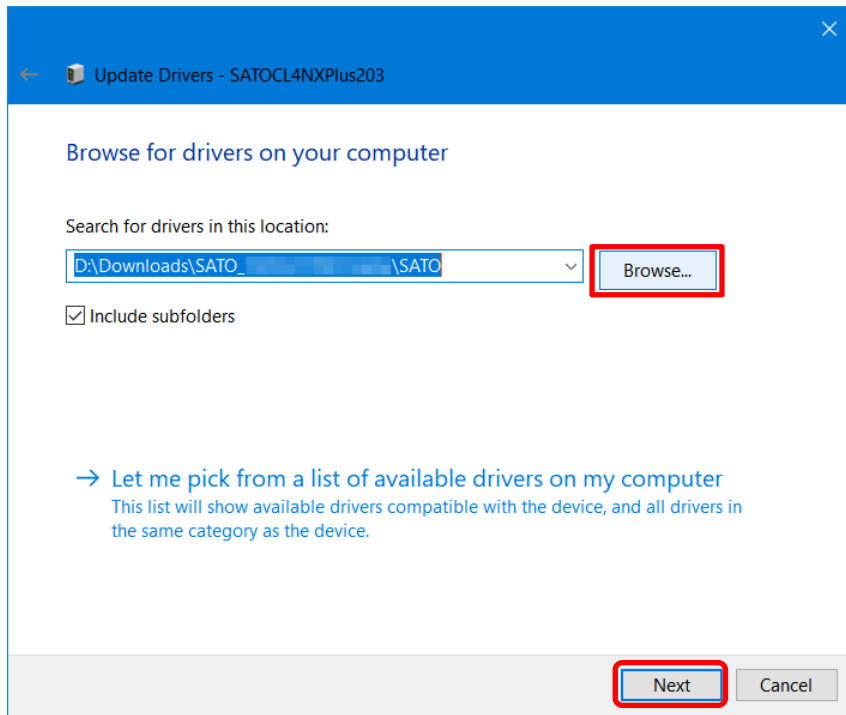 Update Drivers - SATOCL4NXPlus203
Browse for drivers on your computer
Search for drivers in this location:
D:\Downloads\SATO_ \SATO
Browse...
Include subfolders
→ Let me pick from a list of available drivers on my computer
This list will show available drivers compatible with the device, and all drivers in
the same category as the device.
Next
Cancel